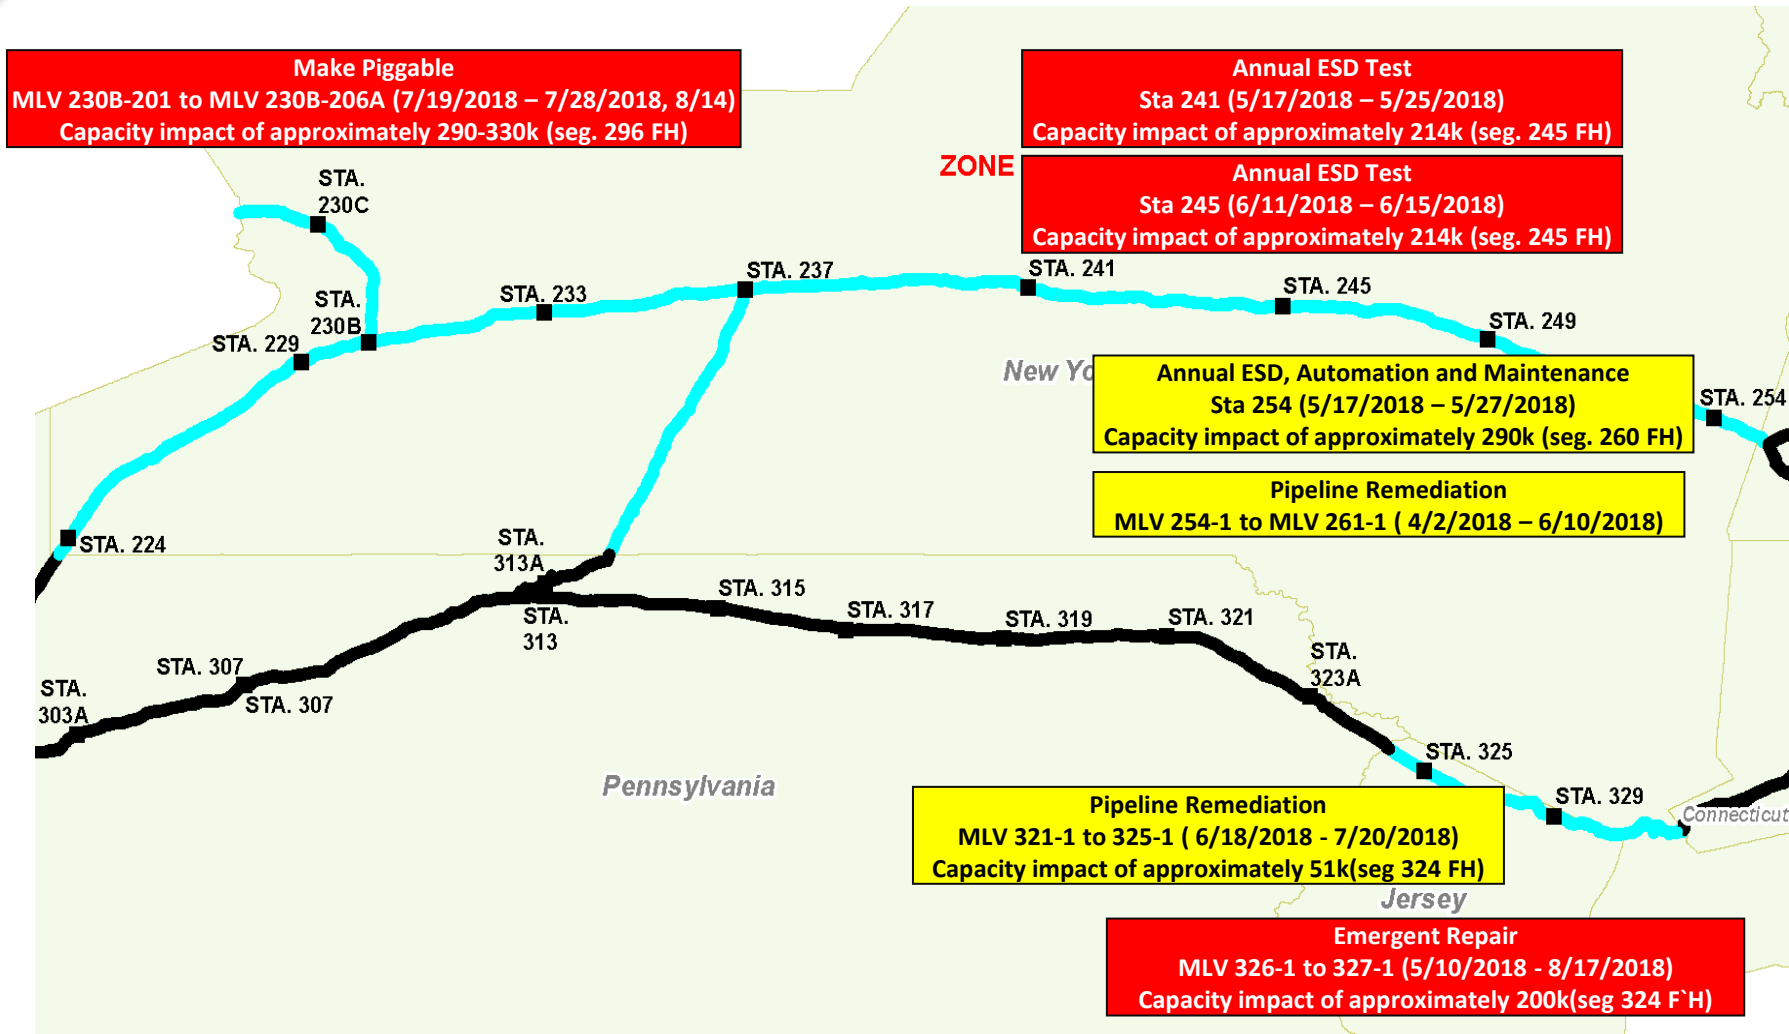 Make Piggable
MLV 230B-201 to MLV 230B-206A (7/19/2018 – 7/28/2018, 8/14)
Capacity impact of approximately 290-330k (seg. 296 FH)
Annual ESD Test
Sta 241 (5/17/2018 – 5/25/2018)
Capacity impact of approximately 214k (seg. 245 FH)
ZONE
Annual ESD Test
Sta 245 (6/11/2018 – 6/15/2018)
Capacity impact of approximately 214k (seg. 245 FH)
STA.
230C
STA. 237
STA. 241
STA. 245
STA. 233
STA.
230B
STA. 249
STA. 229
New Yo
Annual ESD, Automation and Maintenance
Sta 254 (5/17/2018 – 5/27/2018)
Capacity impact of approximately 290k (seg. 260 FH)
STA. 254
Pipeline Remediation
MLV 254-1 to MLV 261-1 ( 4/2/2018 – 6/10/2018)
STA. 224
STA.
313A
STA. 315
STA. 317
STA. 319
STA. 321
STA.
313
STA.
323A
STA. 307
STA. 307
STA.
303A
STA. 325
Pennsylvania
STA. 329
Connecticut
Pipeline Remediation
MLV 321-1 to 325-1 ( 6/18/2018 - 7/20/2018)
Capacity impact of approximately 51k(seg 324 FH)
Jersey
Emergent Repair
MLV 326-1 to 327-1 (5/10/2018 - 8/17/2018)
Capacity impact of approximately 200k(seg 324 F`H)